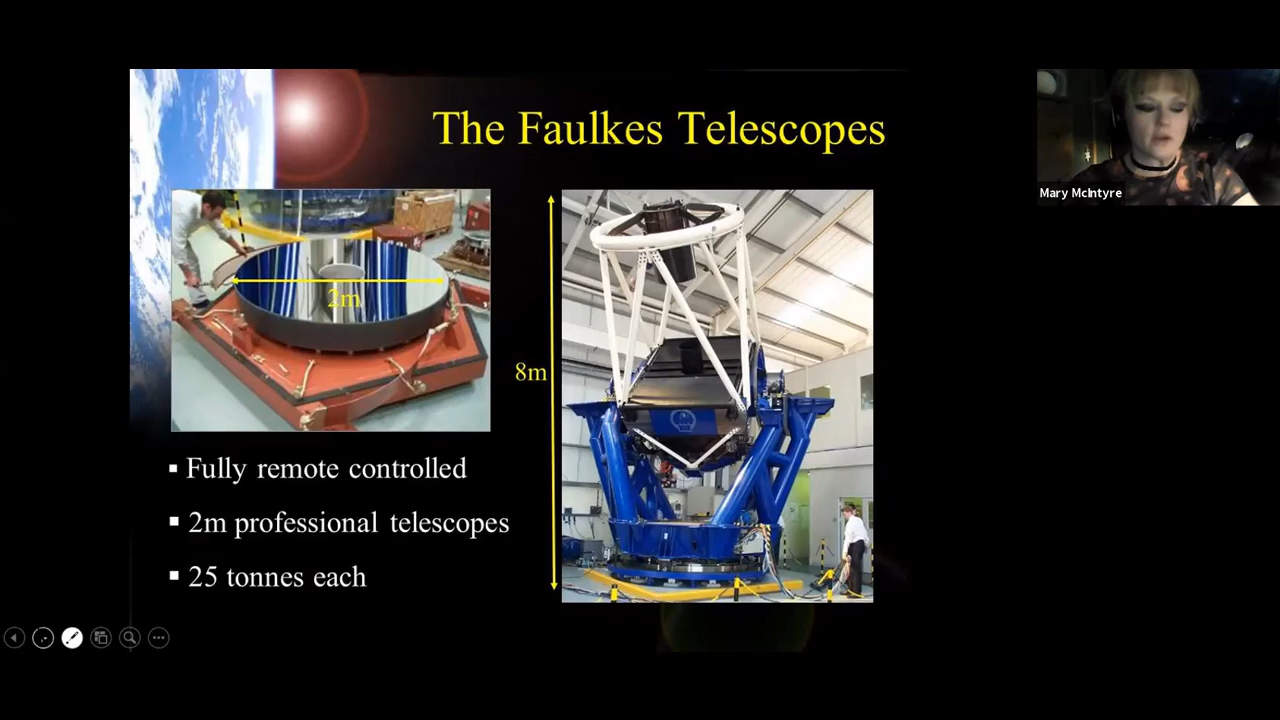 The Faulkes Telescopes
Mary McIntyre
2m
8m
▪ Fully remote controlled
▪ 2m professional telescopes
▪ 25 tonnes each